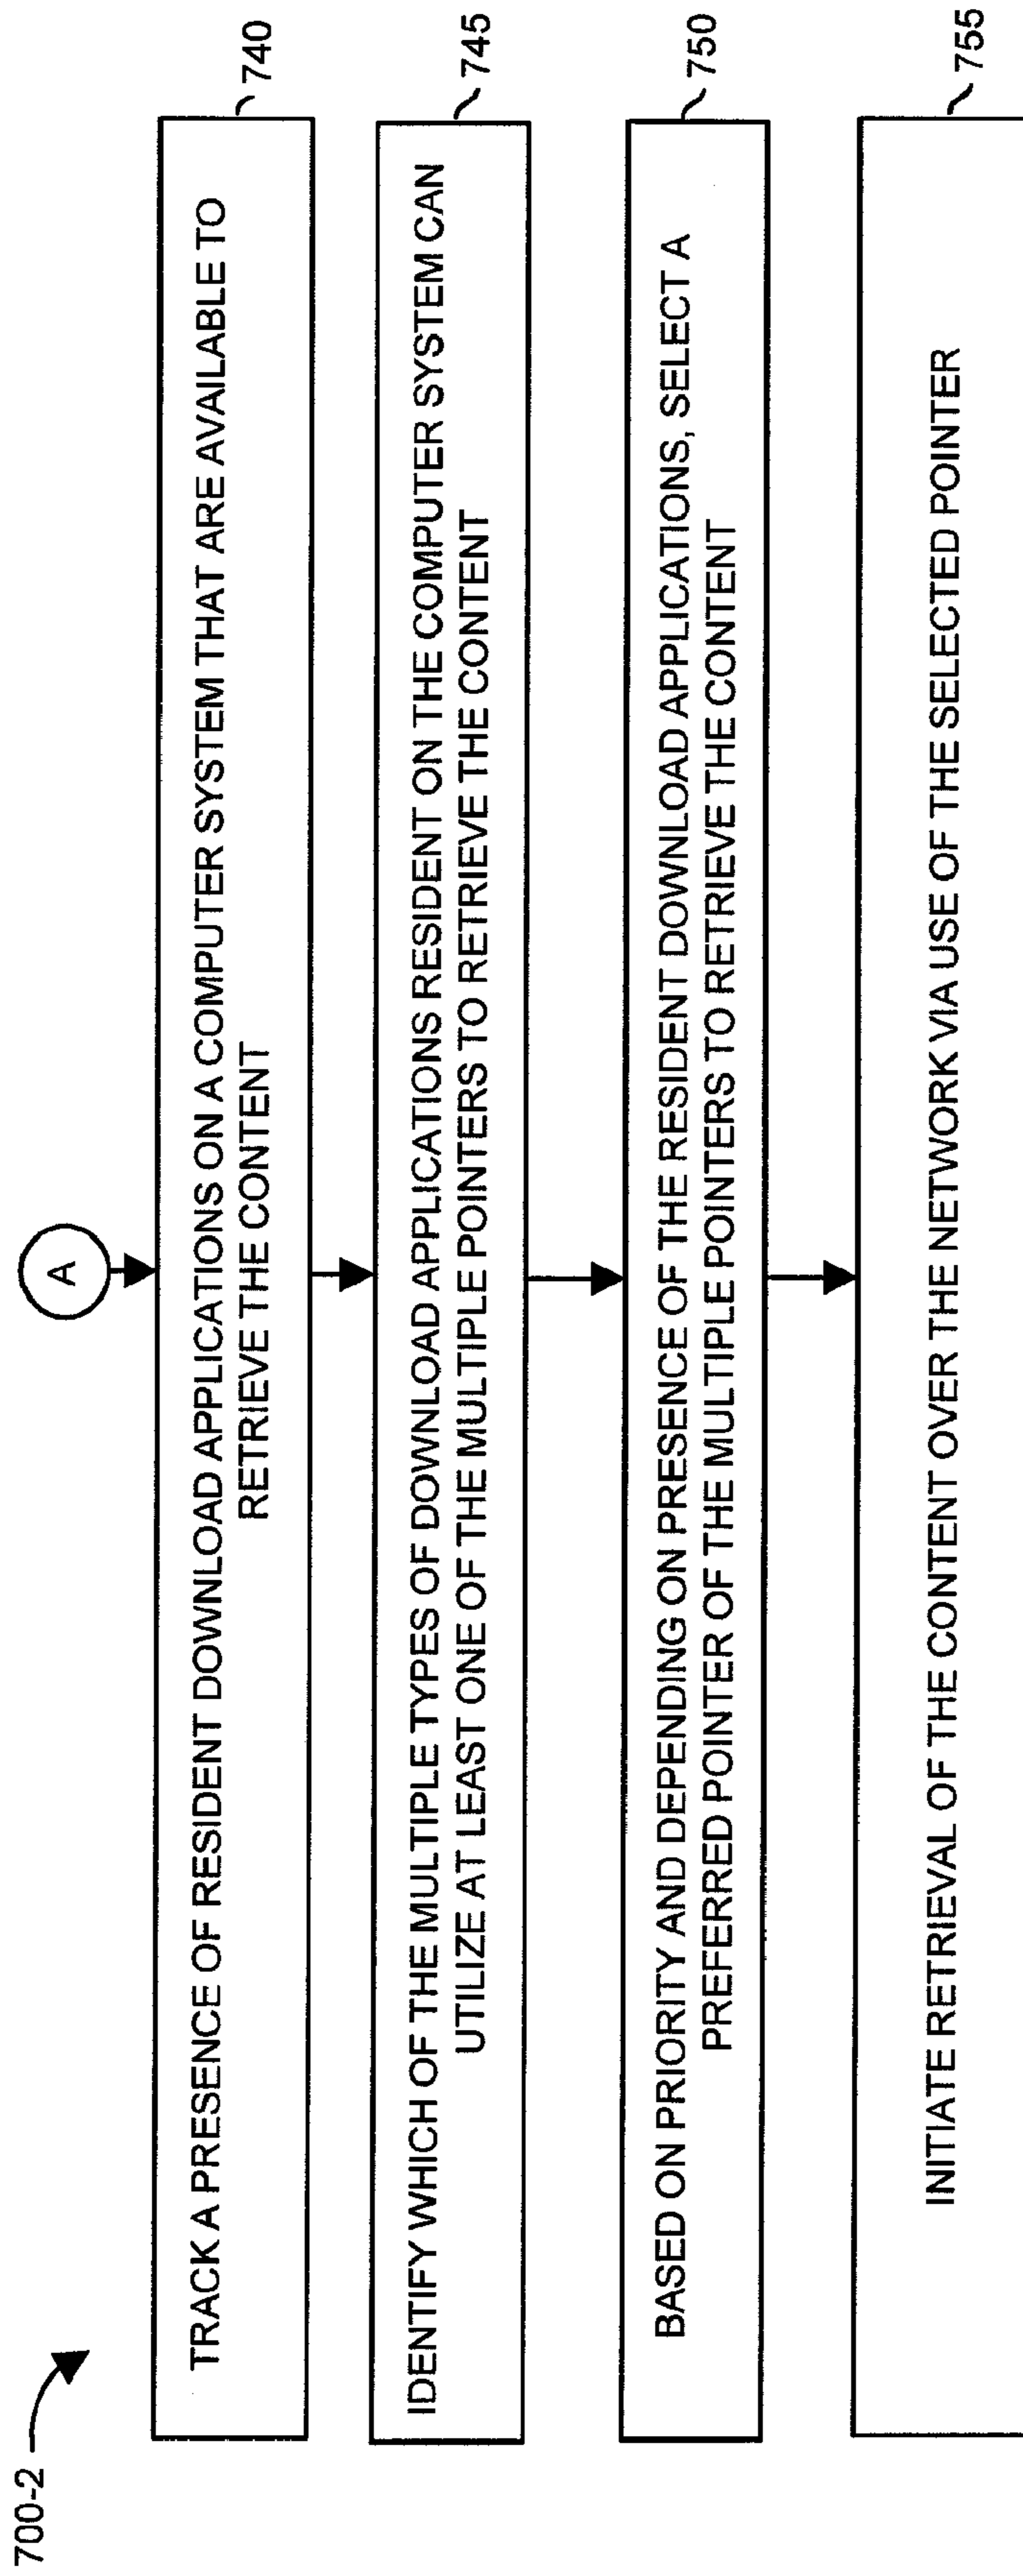 700-2
A
TRACK A PRESENCE OF RESIDENT DOWNLOAD APPLICATIONS ON A COMPUTER SYSTEM THAT ARE AVAILABLE TO
RETRIEVE THE CONTENT
740
IDENTIFY WHICH OF THE MULTIPLE TYPES OF DOWNLOAD APPLICATIONS RESIDENT ON THE COMPUTER SYSTEM CAN
UTILIZE AT LEAST ONE OF THE MULTIPLE POINTERS TO RETRIEVE THE CONTENT
745
BASED ON PRIORITY AND DEPENDING ON PRESENCE OF THE RESIDENT DOWNLOAD APPLICATIONS, SELECT A
PREFERRED POINTER OF THE MULTIPLE POINTERS TO RETRIEVE THE CONTENT
750
INITIATE RETRIEVAL OF THE CONTENT OVER THE NETWORK VIA USE OF THE SELECTED POINTER
755